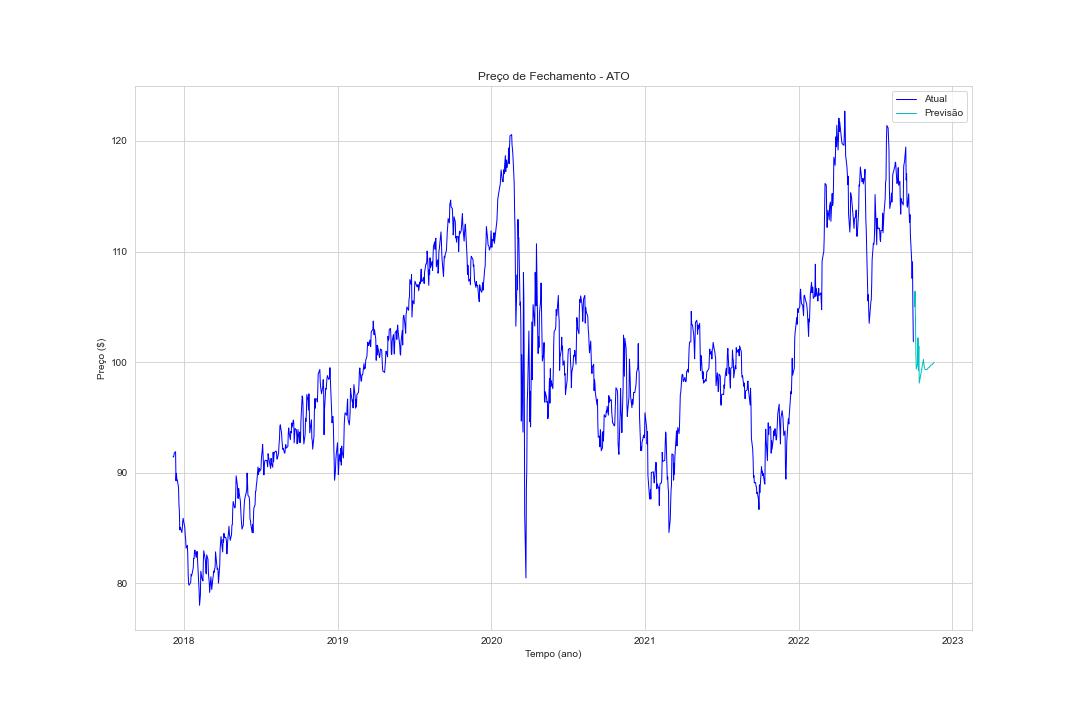 Preço de Fechamento - ATO
Atual
Previsão
120
110
100
90
80
Preço ($)
2018
2019
2020
2021
2022
2023
Tempo (ano)